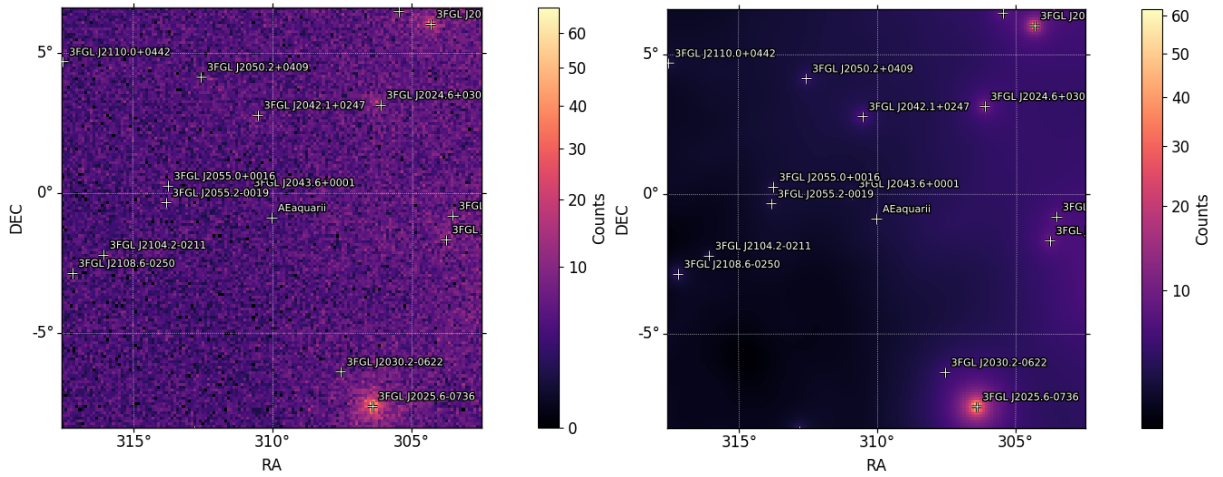 3FGL J20
3FGL J2110.0+0442
3FGL J2050.2+0409
3FGL J2024.6+030
3FGL J2042.1+0247
3FGL J2055.0+0016
3FGL J2043.6+0001
3FGL J2055.2-0019
3FGL
AEaquarii
3FGL J
3FGL J2104.2-0211
3FGL J2108.6-0250
3FGL J2030.2-0622
3FGL J2025.6-0736
5°
0°
-5°
DEC
315°
310°
305°
RA
60
50
40
30
20
10
0
Counts
3FGL J20
3FGL J2110.0+0442
3FGL J2050.2+0409
3FGL J2024.6+030
3FGL J2042.1+0247
3FGL J2055.0+0016
3FGL J2043.6+0001
3FGL J2055.2-0019
3FGL
AEaquarii
3FGL J
3FGL J2104.2-0211
3FGL J2108.6-0250
3FGL J2030.2-0622
3FGL J2025.6-0736
5°
0°
-5°
DEC
315°
310°
305°
RA
60
50
40
30
20
10
Counts